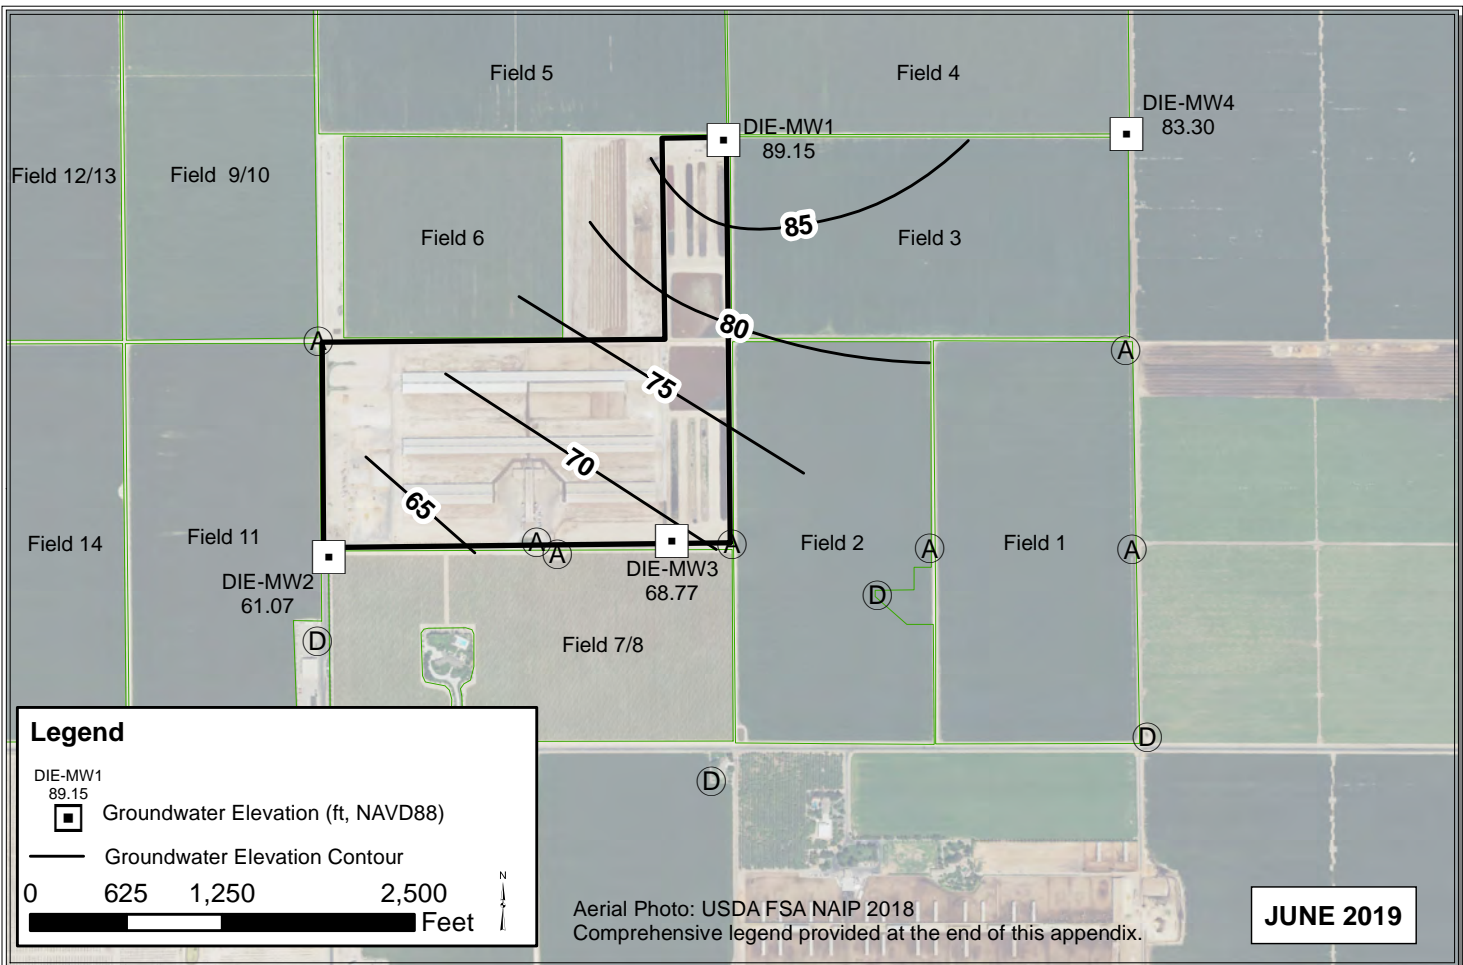 Field 5
Field 4
DIE-MW4
83.30
DIE-MW1
89.15
Field 12/13
Field 9/10
Field 6
85
Field 3
80
A
A
75
70
65
Field 14
Field 11
A
A
A
Field 2
A
Field 1
A
DIE-MW2
61.07
DIE-MW3
68.77
D
D
Field 7/8
D
D
Legend
DIE-MW1
89.15
Groundwater Elevation (ft, NAVD88)
Groundwater Elevation Contour
0 625 1,250 2,500
Feet
N
Aerial Photo: USDA FSA NAIP 2018
Comprehensive legend provided at the end of this appendix.
JUNE 2019